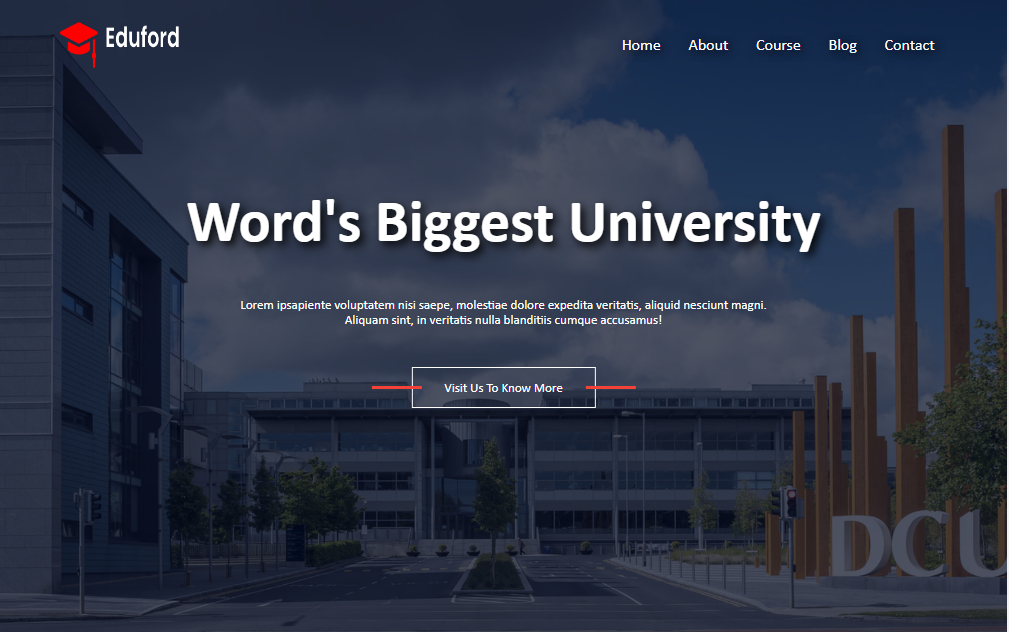 Eduford
Home About Course Blog Contact
Word's Biggest University
Lorem ipsapiente voluptatem nisi saepe, molestiae dolore expedita veritatis, aliquid nesciunt magni.
Aliquam sint, in veritatis nulla blanditiis cumque accusamus!
Visit Us To Know More
DCU